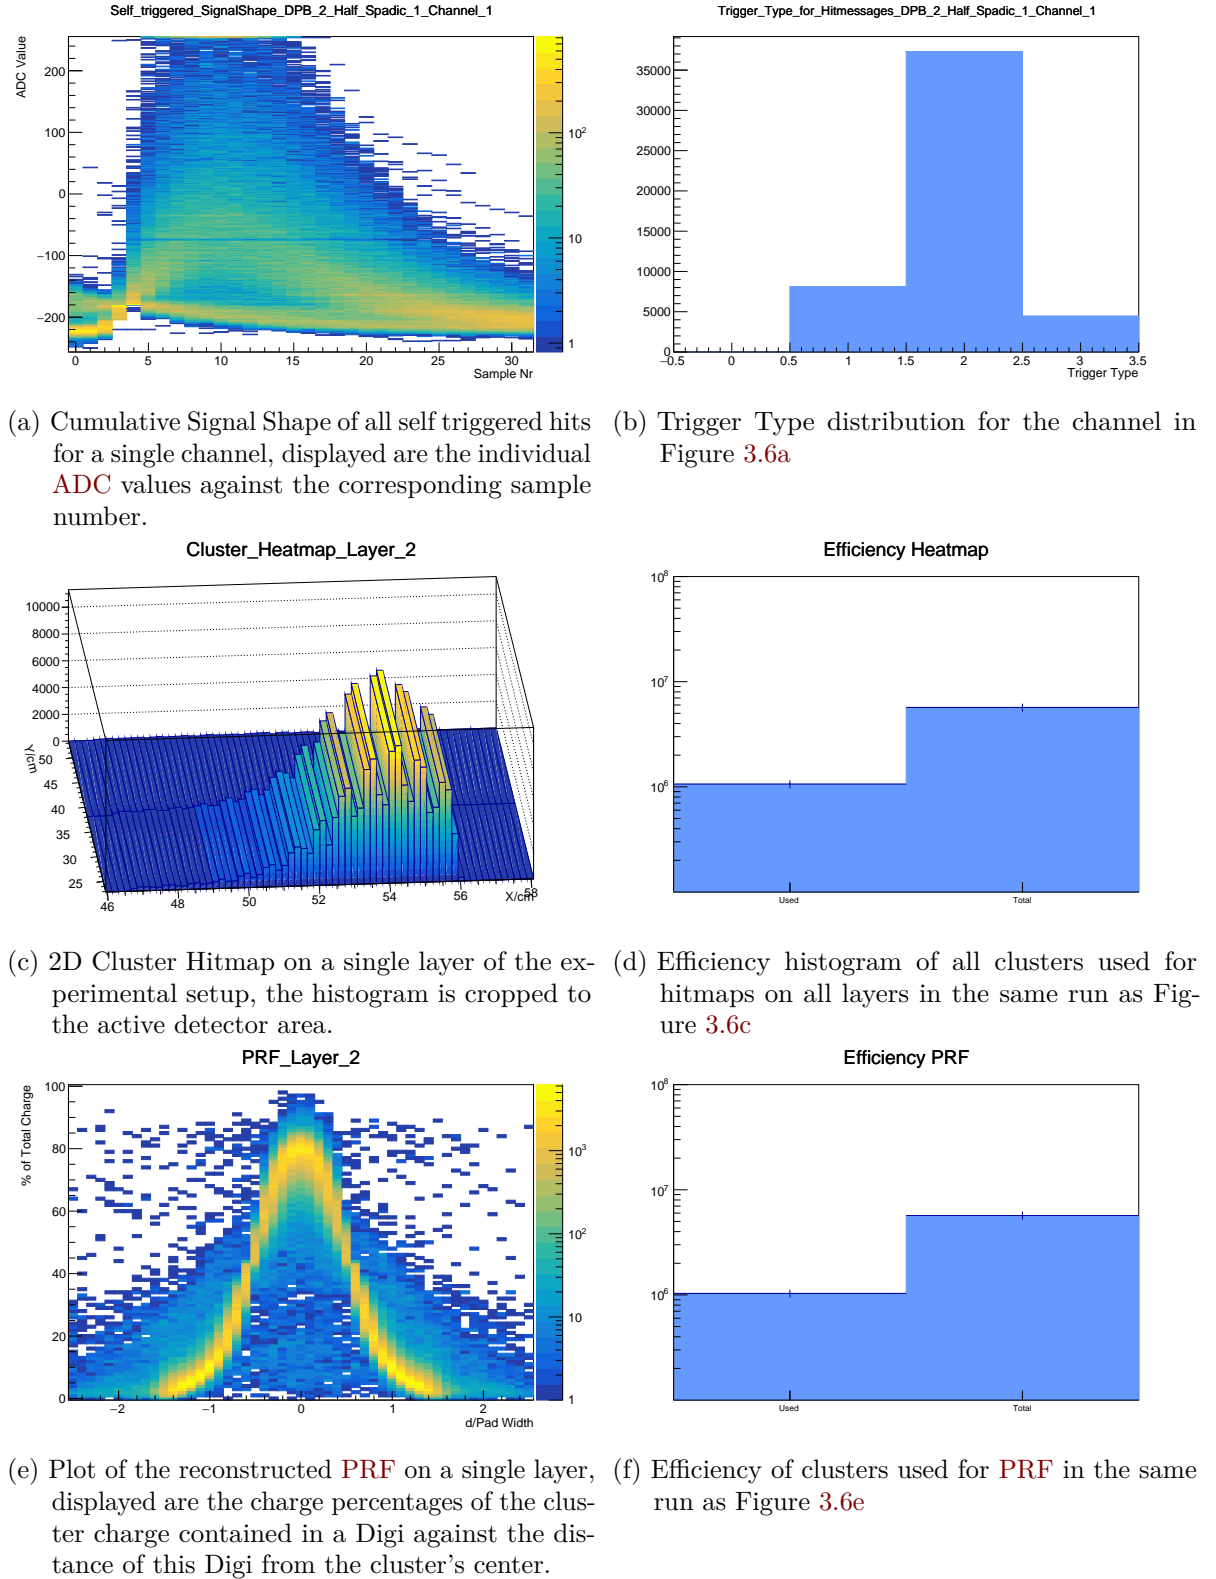 Self_triggered_SignalShape_DPB_2_Half_Spadic_1_Channel_1
ADC Value
200
100
0
−100
−200
0 5 10 15 20 25 30
Sample Nr
10²
10
1
Trigger_Type_for_Hitmessages_DPB_2_Half_Spadic_1_Channel_1
35000
30000
25000
20000
15000
10000
5000
0
−0.5 0 0.5 1 1.5 2 2.5 3 3.5
Trigger Type
(a) Cumulative Signal Shape of all self triggered hits
for a single channel, displayed are the individual
ADC values against the corresponding sample
number.
(b) Trigger Type distribution for the channel in
Figure 3.6a
Cluster_Heatmap_Layer_2
10000
8000
6000
4000
2000
0
Y/cm
50
45
40
35
30
25
46 48 50 52 54 56 58
X/cm
Efficiency Heatmap
10⁸
10⁷
10⁶
Used Total
(c) 2D Cluster Hitmap on a single layer of the ex-
perimental setup, the histogram is cropped to
the active detector area.
(d) Efficiency histogram of all clusters used for
hitmaps on all layers in the same run as Fig-
ure 3.6c
PRF_Layer_2
% of Total Charge
100
80
60
40
20
0
−2 −1 0 1 2
d/Pad Width
10³
10²
10
1
Efficiency PRF
10⁸
10⁷
10⁶
Used Total
(e) Plot of the reconstructed PRF on a single layer,
displayed are the charge percentages of the clus-
ter charge contained in a Digi against the dis-
tance of this Digi from the cluster's center.
(f) Efficiency of clusters used for PRF in the same
run as Figure 3.6e